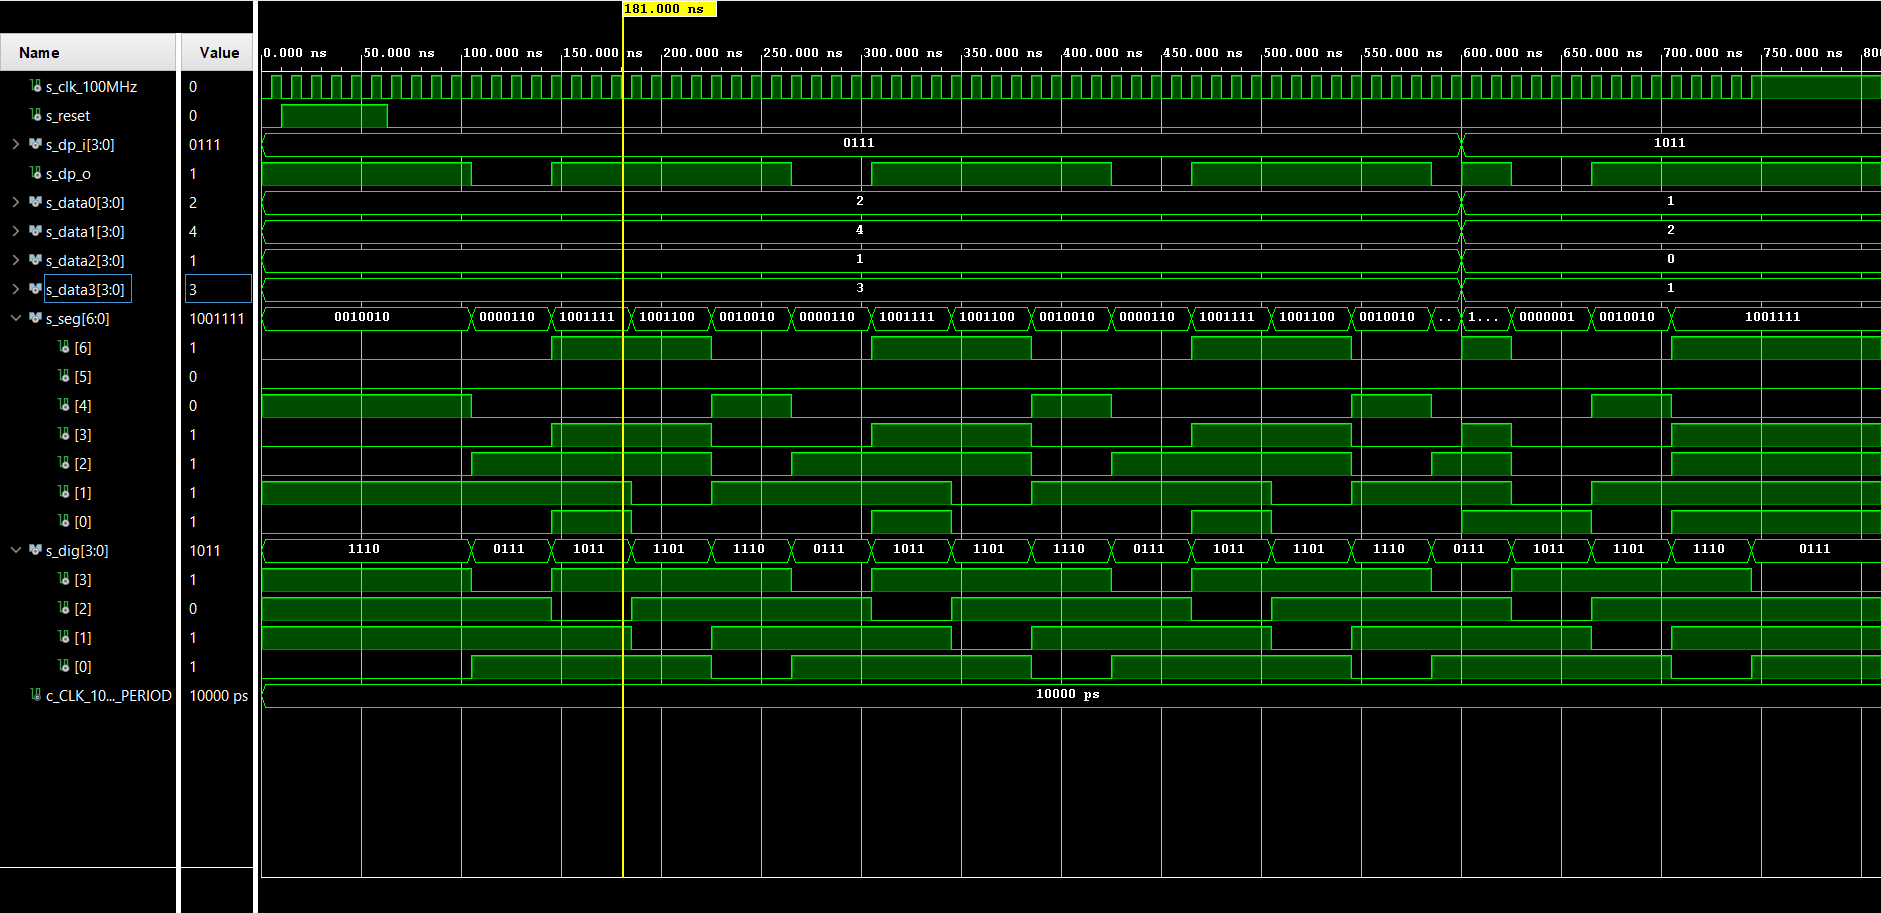 181.000 ns
Name Value
0.000 ns 50.000 ns 100.000 ns 150.000 ns 200.000 ns 250.000 ns 300.000 ns 350.000 ns 400.000 ns 450.000 ns 500.000 ns 550.000 ns 600.000 ns 650.000 ns 700.000 ns 750.000 ns 800
s_clk_100MHz 0
s_reset 0
s_dp_i[3:0] 0111 0111 1011
s_dp_o 1
s_data0[3:0] 2 2 1
s_data1[3:0] 4 4 2
s_data2[3:0] 1 1 0
s_data3[3:0] 3 3 1
s_seg[6:0] 1001111 0010010 0000110 1001111 1001100 0010010 0000110 1001111 1001100 0010010 0000110 1001111 1001100 0010010 .. 1... 0000001 0010010 1001111
[6] 1
[5] 0
[4] 0
[3] 1
[2] 1
[1] 1
[0] 1
s_dig[3:0] 1011 1110 0111 1011 1101 1110 0111 1011 1101 1110 0111 1011 1101 1110 0111 1011 1101 1110 0111
[3] 1
[2] 0
[1] 1
[0] 1
c_CLK_10..._PERIOD 10000 ps 10000 ps